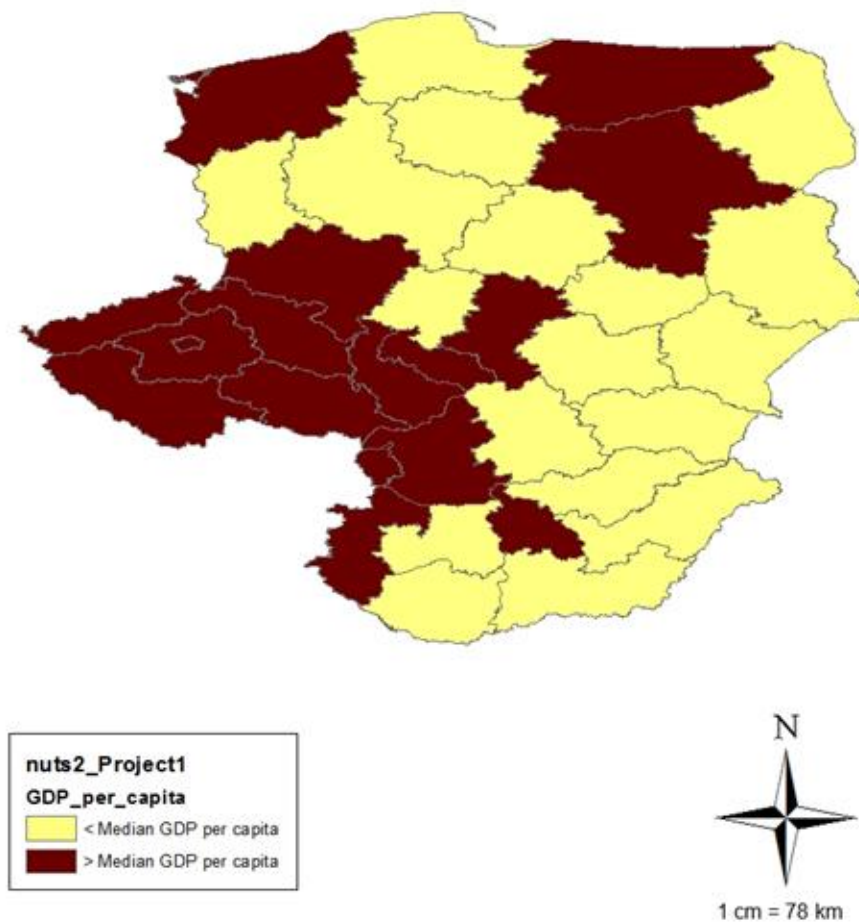 nuts2_Project1
GDP_per_capita
< Median GDP per capita
> Median GDP per capita
N
1 cm = 78 km